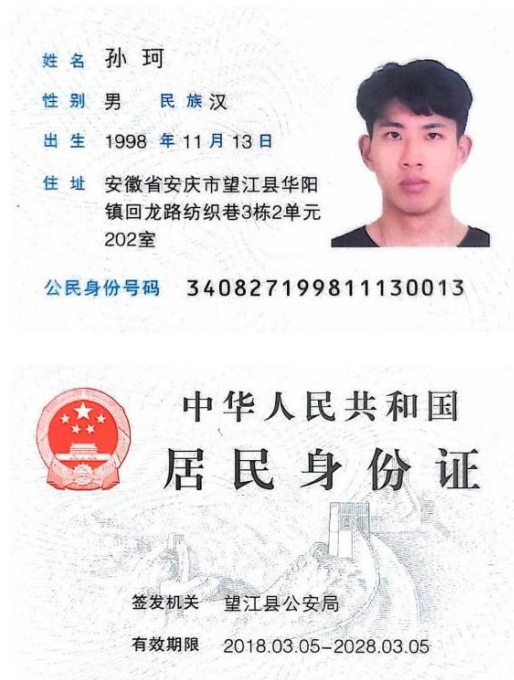 姓名 孙 珂
性别 男 民族 汉
出生 1998 年 11 月 13 日
住址 安徽省安庆市望江县华阳
镇回龙路纺织巷3栋2单元
202室
公民身份号码 340827199811130013
中华人民共和国
居民身份证
签发机关 望江县公安局
有效期限 2018.03.05-2028.03.05